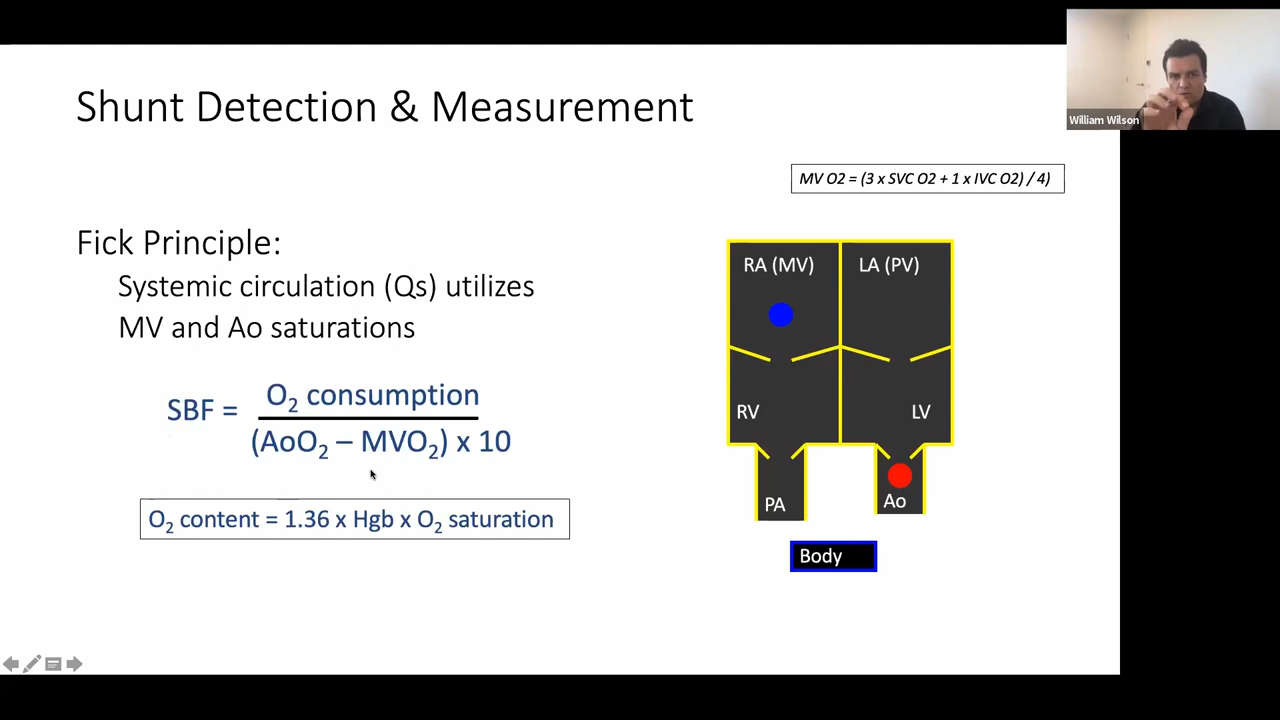 Shunt Detection & Measurement
William Wilson
MV O2 = (3 x SVC O2 + 1 x IVC O2) / 4)
Fick Principle:
Systemic circulation (Qs) utilizes
MV and Ao saturations
SBF =
O₂ consumption
(AoO₂ – MVO₂) x 10
O₂ content = 1.36 x Hgb x O₂ saturation
RA (MV)
LA (PV)
RV
LV
PA
Ao
Body